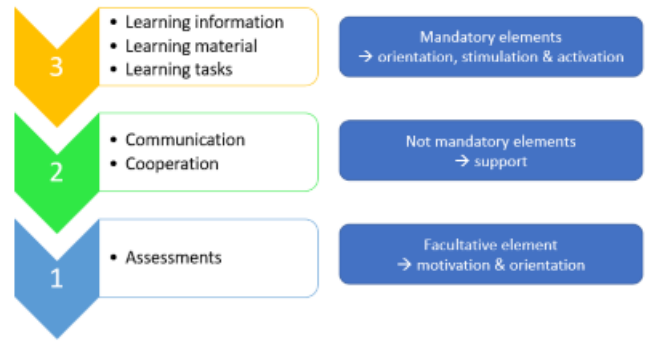 3
• Learning information
• Learning material
• Learning tasks
Mandatory elements
→ orientation, stimulation & activation
2
• Communication
• Cooperation
Not mandatory elements
→ support
1
• Assessments
Facultative element
→ motivation & orientation